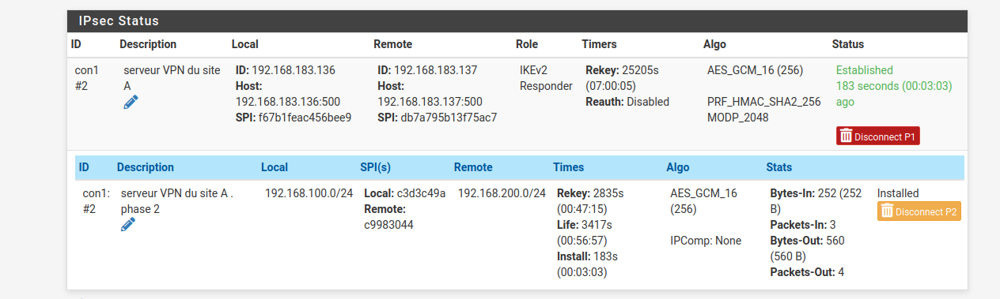 IPsec Status
ID Description Local Remote Role Timers Algo Status
con1 #2
serveur VPN du site A
ID: 192.168.183.136
Host:
192.168.183.136:500
SPI: f67b1feac456bee9
ID: 192.168.183.137
Host:
192.168.183.137:500
SPI: db7a795b13f75ac7
IKEv2
Responder
Rekey: 25205s
(07:00:05)
Reauth: Disabled
AES_GCM_16 (256)
PRF_HMAC_SHA2_256
MODP_2048
Established
183 seconds (00:03:03)
ago
Disconnect P1
ID Description Local SPI(s) Remote Times Algo Stats
con1:
#2
serveur VPN du site A .
phase 2
192.168.100.0/24
Local: c3d3c49a
Remote:
c9983044
192.168.200.0/24
Rekey: 2835s
(00:47:15)
Life: 3417s
(00:56:57)
Install: 183s
(00:03:03)
AES_GCM_16
(256)
IPComp: None
Bytes-In: 252 (252
B)
Packets-In: 3
Bytes-Out: 560
(560 B)
Packets-Out: 4
Installed
Disconnect P2